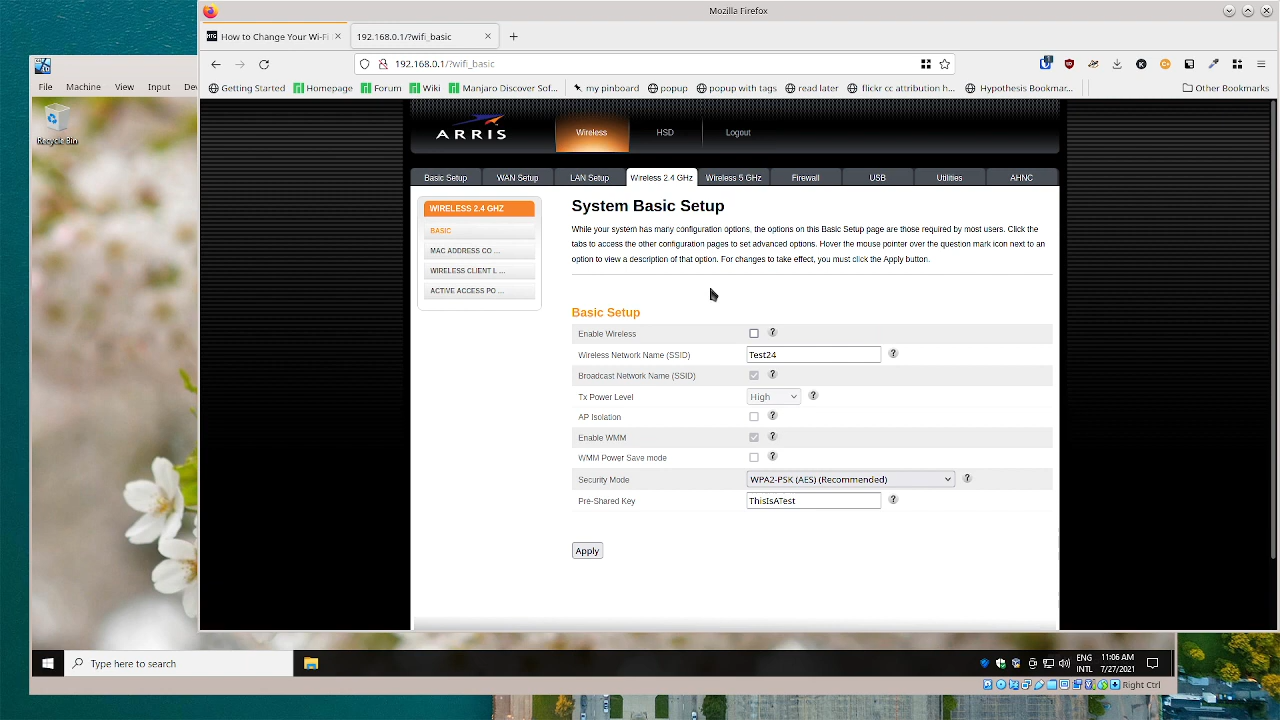 Mozilla Firefox
How to Change Your Wi-Fi
192.168.0.1/?wifi_basic
192.168.0.1/?wifi_basic
Getting Started
Homepage
Forum
Wiki
Manjaro Discover Sol...
my pinboard
popup
popup with tags
read later
flickr cc attribution h...
Hypothesis Bookmar...
Other Bookmarks
File Machine View Input De
Recycle Bin
ARRIS
Wireless
HSD
Logout
Basic Setup
WAN Setup
LAN Setup
Wireless 2.4 GHz
Wireless 5 GHz
Firewall
USB
Utilities
AHNC
WIRELESS 2.4 GHZ
BASIC
MAC ADDRESS CO ...
WIRELESS CLIENT L ...
ACTIVE ACCESS PO ...
System Basic Setup
While your system has many configuration options, the options on this Basic Setup page are those required by most users. Click the
tabs to access the other configuration pages to set advanced options. Hover the mouse pointer over the question mark icon next to an
option to view a description of that option. For changes to take effect, you must click the Apply button.
Basic Setup
Enable Wireless ?
Wireless Network Name (SSID) Test24 ?
Broadcast Network Name (SSID) ?
Tx Power Level High ?
AP Isolation ?
Enable WMM ?
WMM Power Save mode ?
Security Mode WPA2-PSK (AES) (Recommended) ?
Pre-Shared Key ThisIsATest ?
Apply
Type here to search
ENG
INTL
11:06 AM
7/27/2021
Right Ctrl